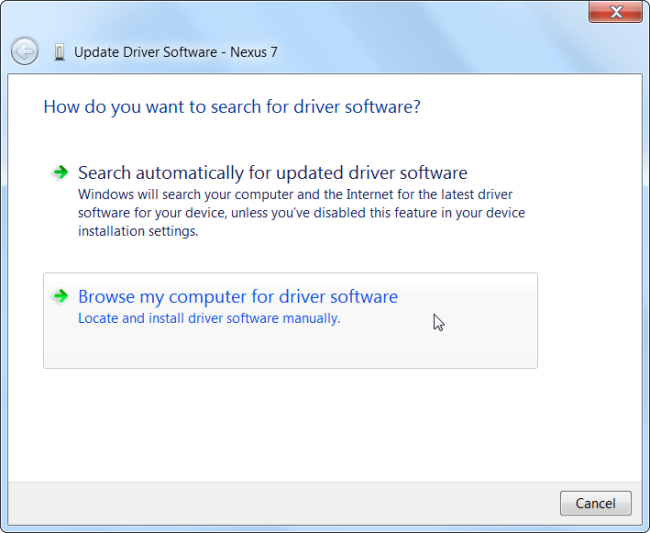 Update Driver Software - Nexus 7
How do you want to search for driver software?
Search automatically for updated driver software
Windows will search your computer and the Internet for the latest driver
software for your device, unless you've disabled this feature in your device
installation settings.
Browse my computer for driver software
Locate and install driver software manually.
Cancel